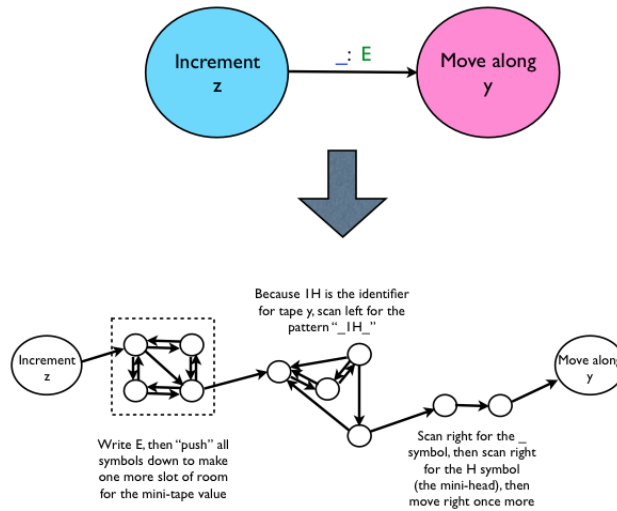 Increment
z
_: E
Move along
y
Because 1H is the identifier
for tape y, scan left for the
pattern “_1H_”
Increment
z
Move along
y
Write E, then “push” all
symbols down to make
one more slot of room
for the mini-tape value
Scan right for the _
symbol, then scan right
for the H symbol
(the mini-head), then
move right once more